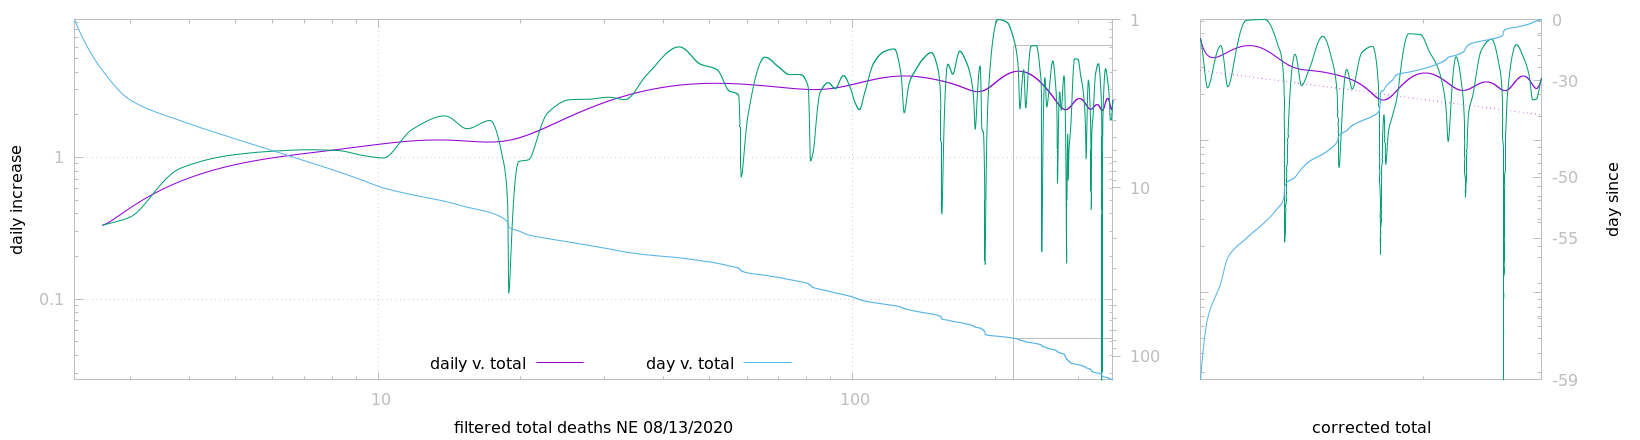 1
0.1
daily increase
10
100
1
10
100
daily v. total
day v. total
filtered total deaths NE 08/13/2020
0
-30
-50
-55
-59
day since
corrected total